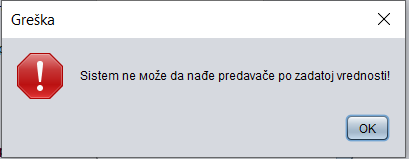 Greška
Sistem ne može da nađe predavače po zadatoj vrednosti!
OK